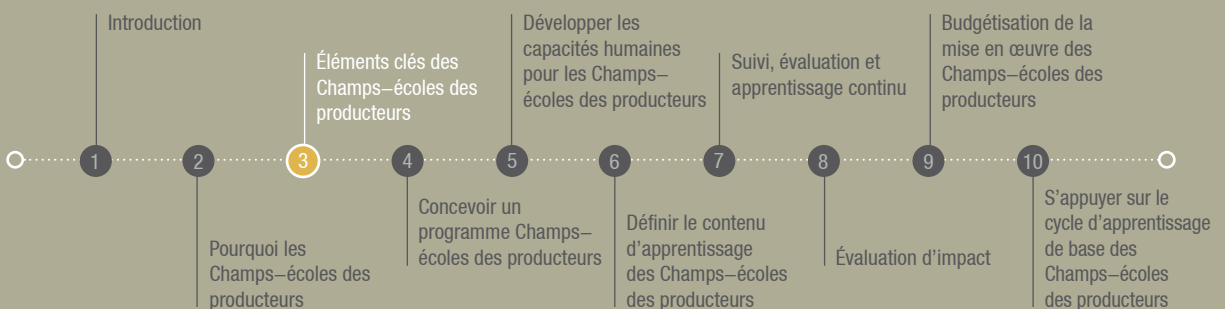 Introduction
1
Pourquoi les
Champs–écoles des
producteurs
2
Éléments clés des
Champs–écoles des
producteurs
3
Concevoir un
programme Champs–
écoles des producteurs
4
Développer les
capacités humaines
pour les Champs–
écoles des producteurs
5
Définir le contenu
d’apprentissage
des Champs–écoles
des producteurs
6
Suivi, évaluation et
apprentissage continu
7
Évaluation d’impact
8
Budgétisation de la
mise en œuvre des
Champs–écoles des
producteurs
9
S’appuyer sur le
cycle d’apprentissage
de base des
Champs–écoles
des producteurs
10